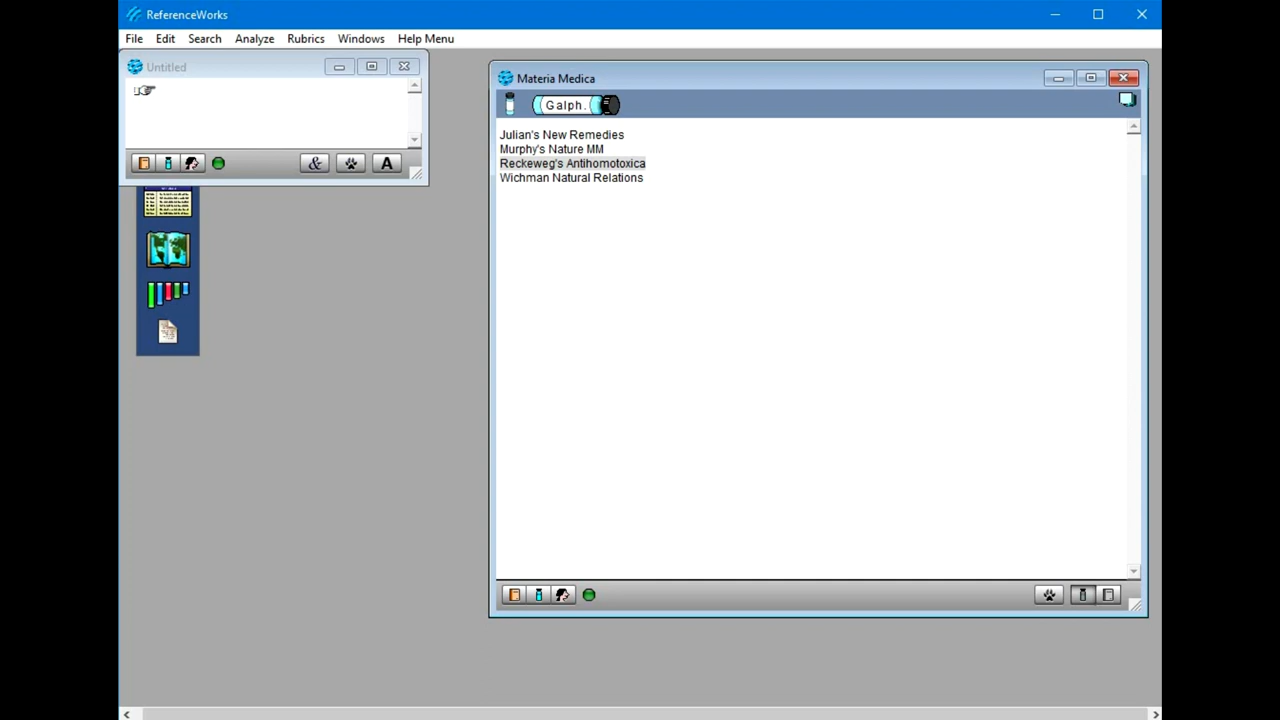 ReferenceWorks
File Edit Search Analyze Rubrics Windows Help Menu
Untitled
& A
Materia Medica
Galph.
Julian's New Remedies
Murphy's Nature MM
Reckeweg's Antihomotoxica
Wichman Natural Relations